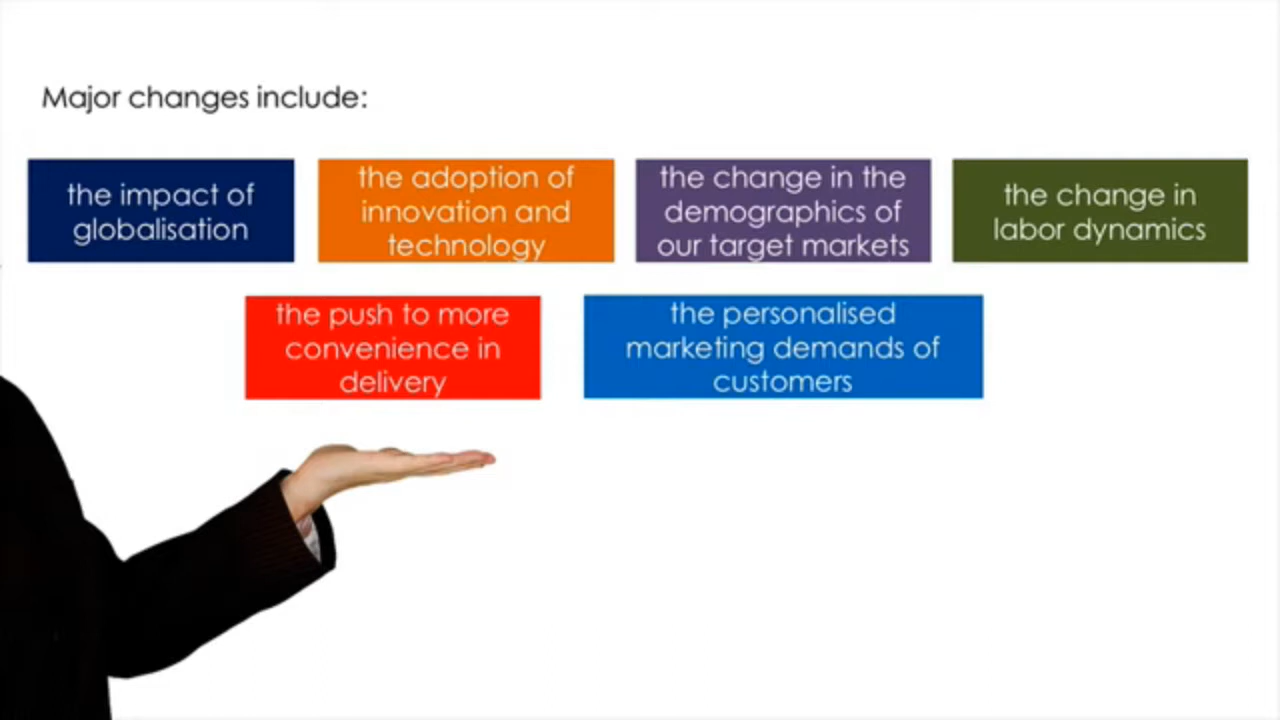 Major changes include:
the impact of
globalisation
the adoption of
innovation and
technology
the change in the
demographics of
our target markets
the change in
labor dynamics
the push to more
convenience in
delivery
the personalised
marketing demands of
customers